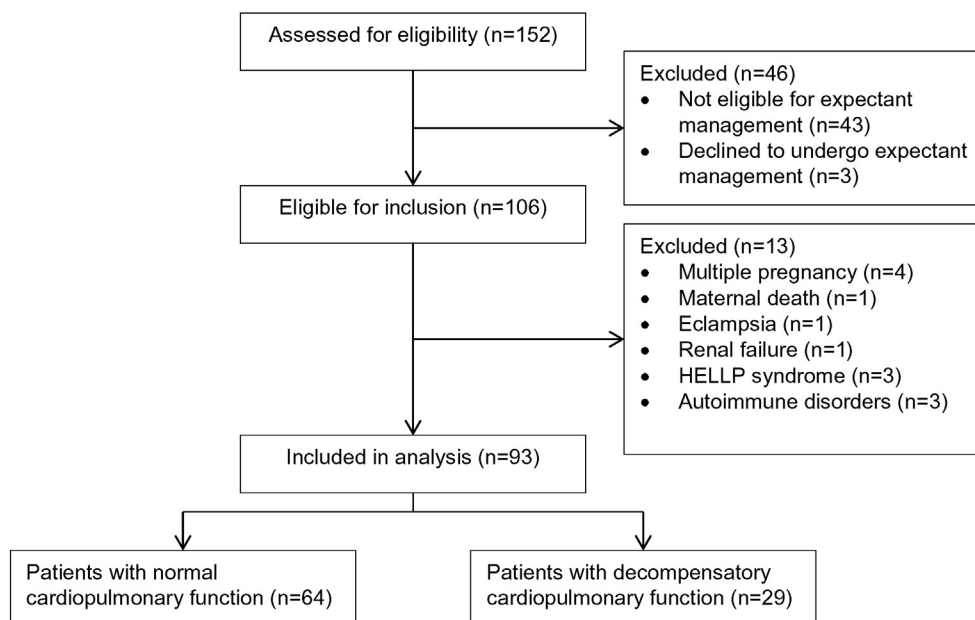 Assessed for eligibility (n=152)
Excluded (n=46)
• Not eligible for expectant
management (n=43)
• Declined to undergo expectant
management (n=3)
Eligible for inclusion (n=106)
Excluded (n=13)
• Multiple pregnancy (n=4)
• Maternal death (n=1)
• Eclampsia (n=1)
• Renal failure (n=1)
• HELLP syndrome (n=3)
• Autoimmune disorders (n=3)
Included in analysis (n=93)
Patients with normal
cardiopulmonary function (n=64)
Patients with decompensatory
cardiopulmonary function (n=29)